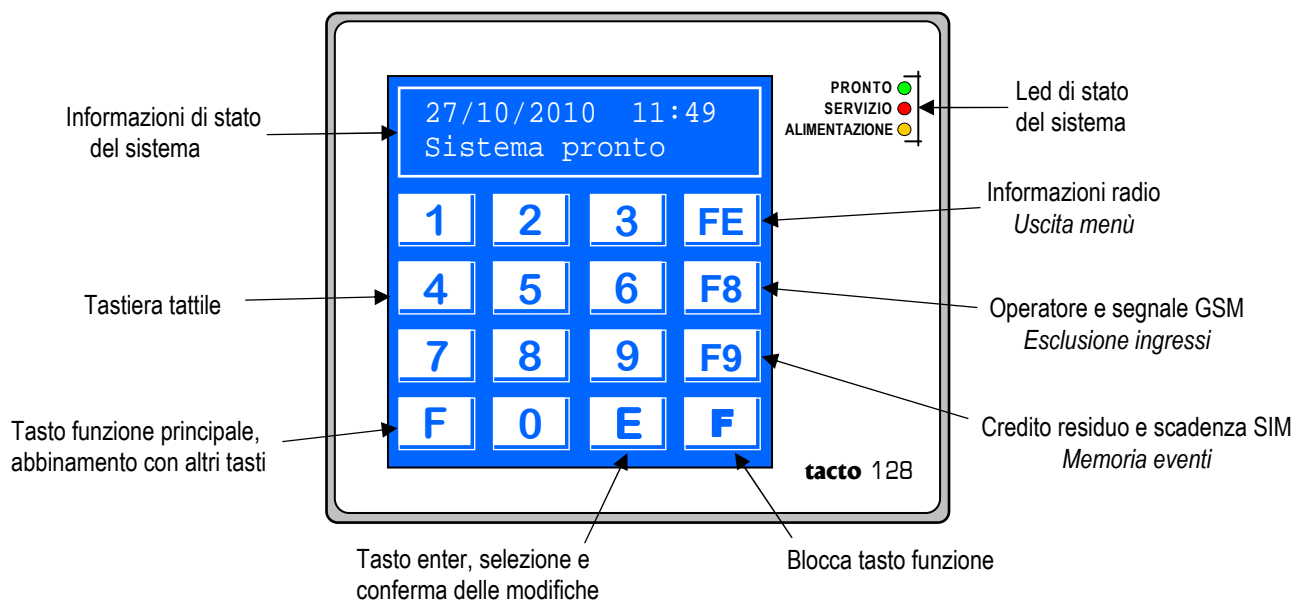 PRONTO
SERVIZIO
ALIMENTAZIONE
Led di stato
del sistema
Informazioni di stato
del sistema
27/10/2010 11:49
Sistema pronto
Informazioni radio
Uscita menù
1 2 3 FE
Tastiera tattile
4 5 6 F8
Operatore e segnale GSM
Esclusione ingressi
7 8 9 F9
Tasto funzione principale,
abbinamento con altri tasti
F 0 E F
Credito residuo e scadenza SIM
Memoria eventi
tacto 128
Tasto enter, selezione e
conferma delle modifiche
Blocca tasto funzione